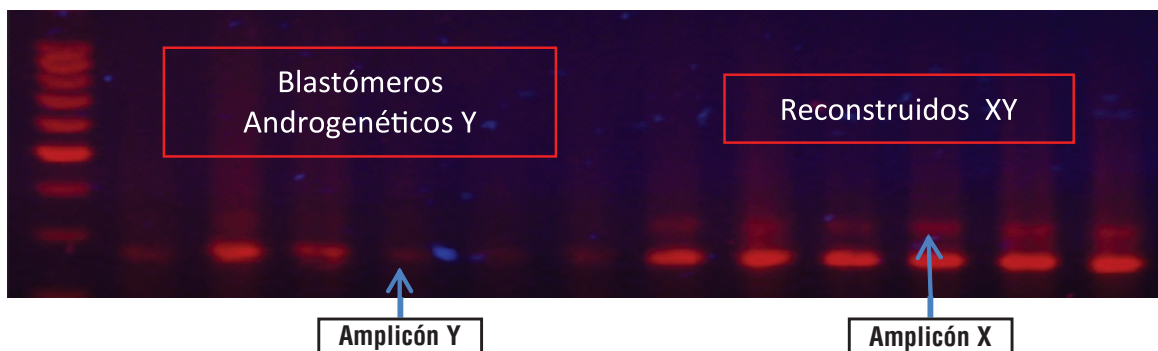 Blastómeros
Androgenéticos Y
Reconstruidos XY
Amplicón Y
Amplicón X